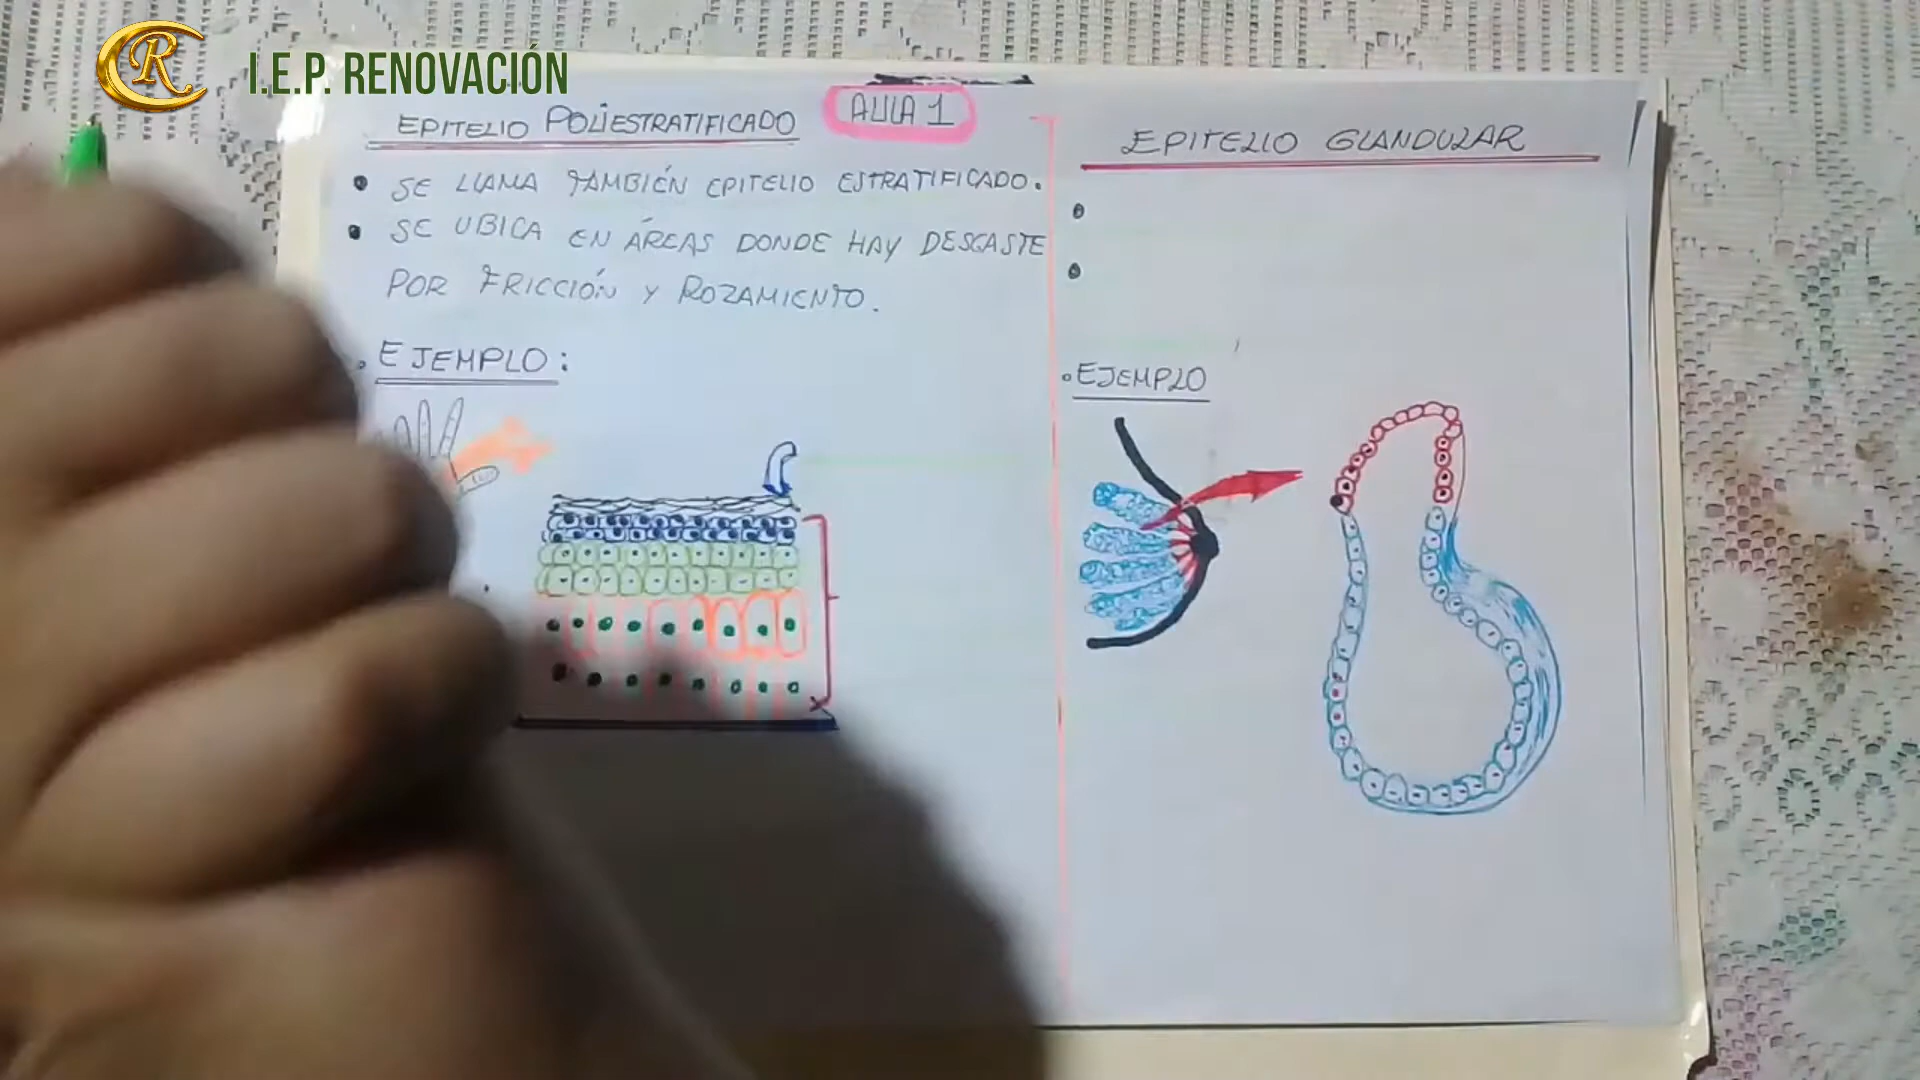 I.E.P. RENOVACIÓN
AULA 1
EPITELIO POLIESTRATIFICADO
SE LLAMA TAMBIÉN EPITELIO ESTRATIFICADO.
SE UBICA EN ÁREAS DONDE HAY DESGASTE
POR FRICCIÓN Y ROZAMIENTO.
EJEMPLO:
EPITELIO GLANDULAR
EJEMPLO